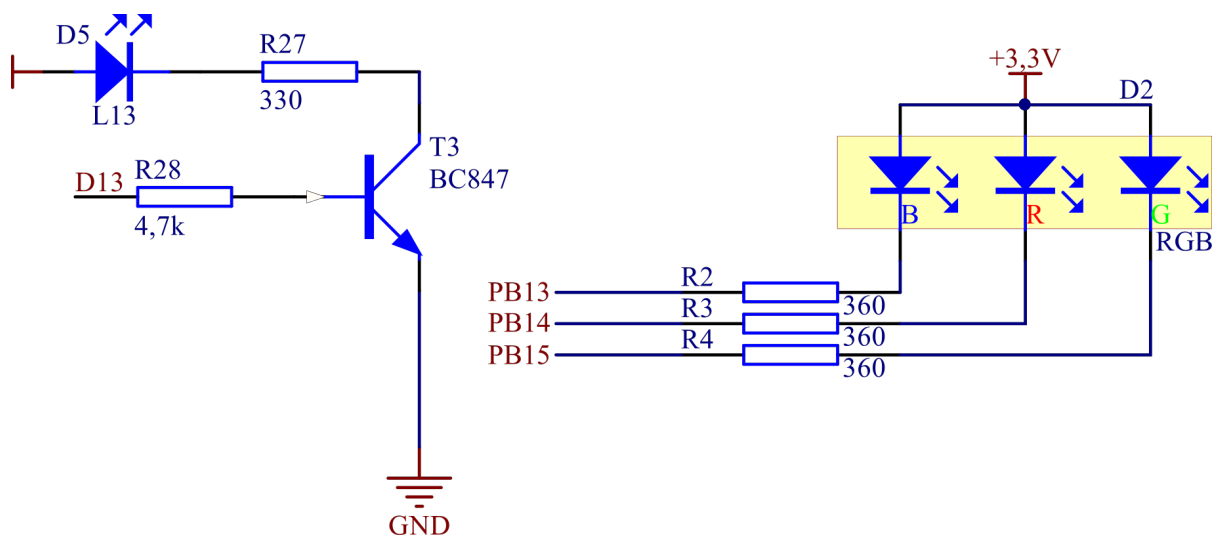 D5
R27
330
L13
T3
BC847
D13
R28
4,7k
GND
+3,3V
D2
B
R
G
RGB
PB13
R2
360
PB14
R3
360
PB15
R4
360